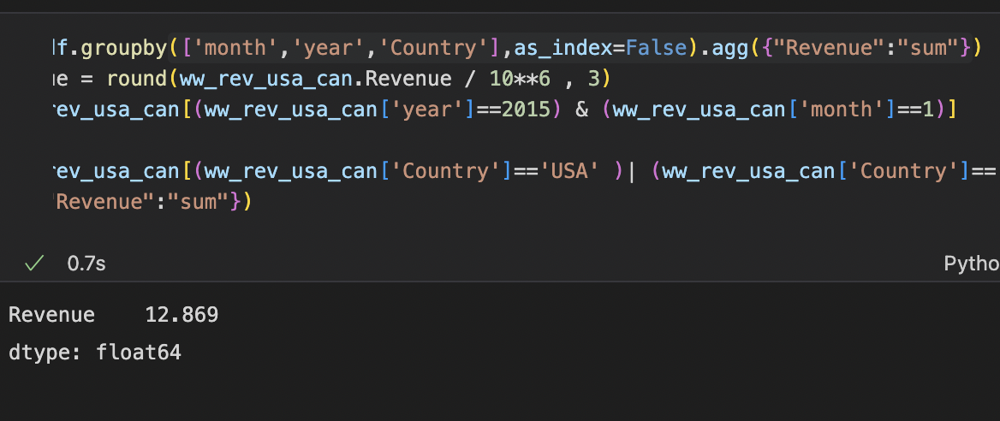 lf.groupby(['month','year','Country'],as_index=False).agg({"Revenue":"sum"})
ue = round(ww_rev_usa_can.Revenue / 10**6 , 3)
rev_usa_can[(ww_rev_usa_can['year']==2015) & (ww_rev_usa_can['month']==1)]
rev_usa_can[(ww_rev_usa_can['Country']=='USA' )| (ww_rev_usa_can['Country']==
"Revenue":"sum"})
0.7s
Pytho
Revenue 12.869
dtype: float64